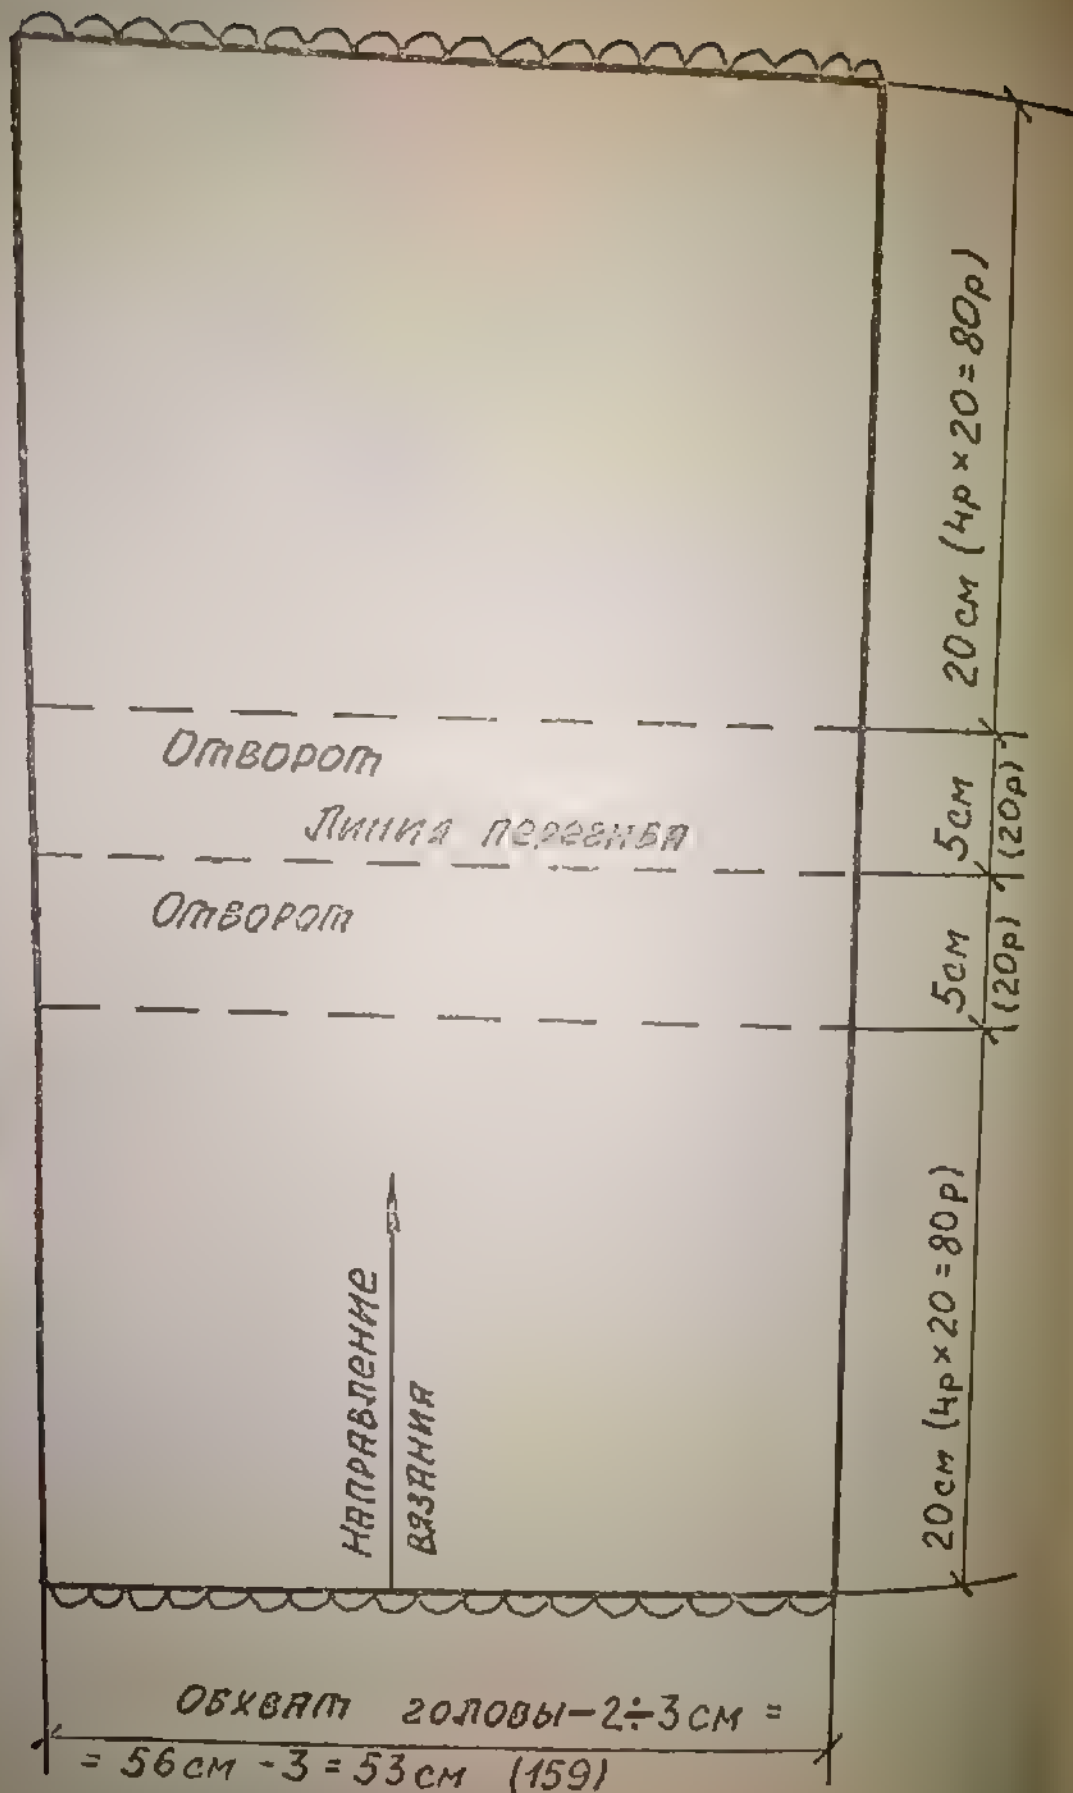 20см (4р×20=80р)
Отворот
Линия перегиба
5см
(20р)
Отворот
5см
(20р)
20см (4р×20=80р)
Направление
вязания
Обхват головы-2÷3см =
= 56см -3=53см (159)